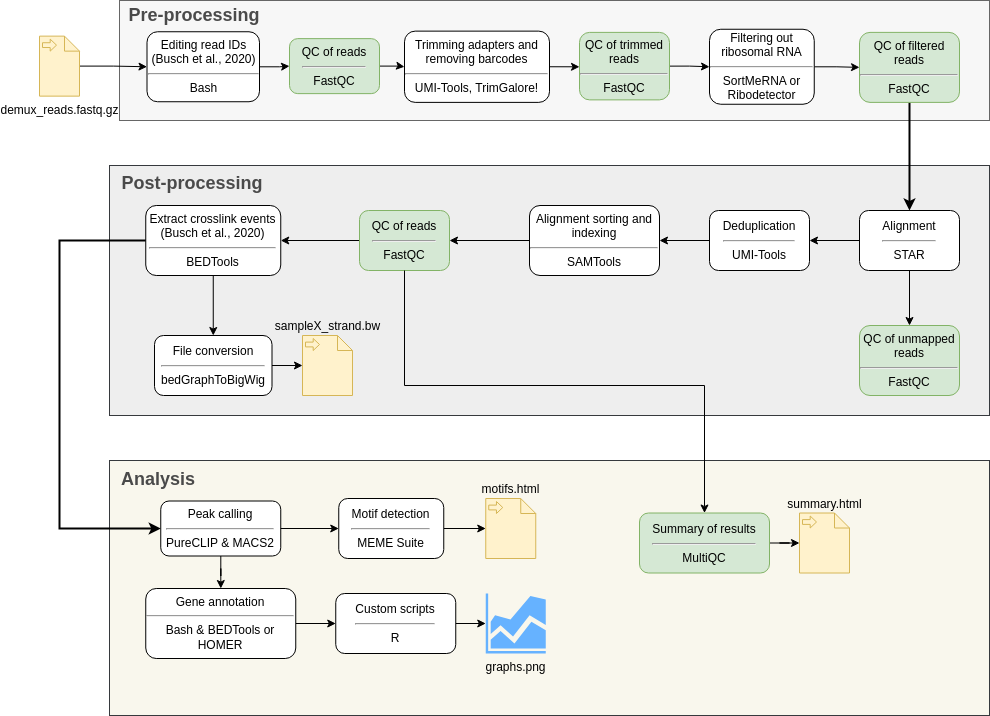 Pre-processing
demux_reads.fastq.gz
Editing read IDs
(Busch et al., 2020)
Bash
QC of reads
FastQC
Trimming adapters and
removing barcodes
UMI-Tools, TrimGalore!
QC of trimmed
reads
FastQC
Filtering out
ribosomal RNA
SortMeRNA or
Ribodetector
QC of filtered
reads
FastQC
Post-processing
Extract crosslink events
(Busch et al., 2020)
BEDTools
QC of reads
FastQC
Alignment sorting and
indexing
SAMTools
Deduplication
UMI-Tools
Alignment
STAR
File conversion
bedGraphToBigWig
sampleX_strand.bw
QC of unmapped
reads
FastQC
Analysis
Peak calling
PureCLIP & MACS2
Motif detection
MEME Suite
motifs.html
Summary of results
MultiQC
summary.html
Gene annotation
Bash & BEDTools or
HOMER
Custom scripts
R
graphs.png